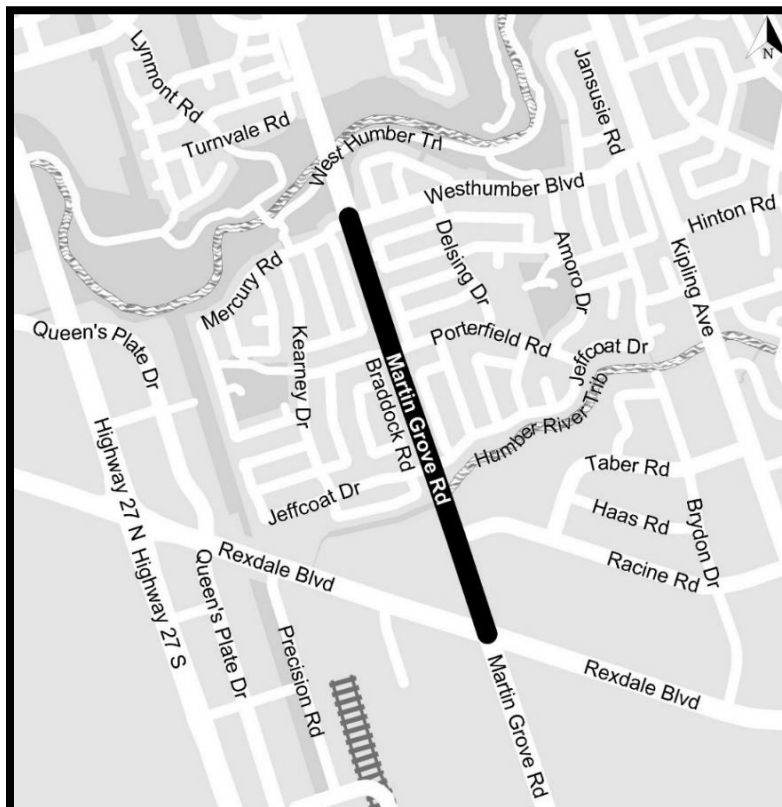 N
Lynmont Rd
Turnvale Rd
West Humber Trl
Jansusie Rd
Westhumber Blvd
Hinton Rd
Delsing Dr
Amoro Dr
Kipling Ave
Mercury Rd
Queen's Plate Dr
Kearney Dr
Porterfield Rd
Jeffcoat Dr
Martin Grove Rd
Braddock Rd
Humber River Trib
Highway 27 N
Taber Rd
Jeffcoat Dr
Haas Rd
Brydon Dr
Racine Rd
Rexdale Blvd
Highway 27 S
Queen's Plate Dr
Precision Rd
Martin Grove Rd
Rexdale Blvd